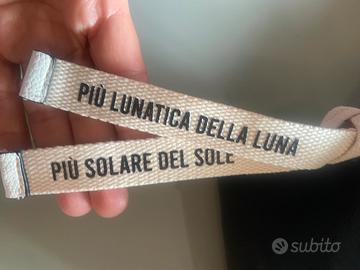 PIÙ LUNATICA DELLA LUNA
PIÙ SOLARE DEL SOLE
subito